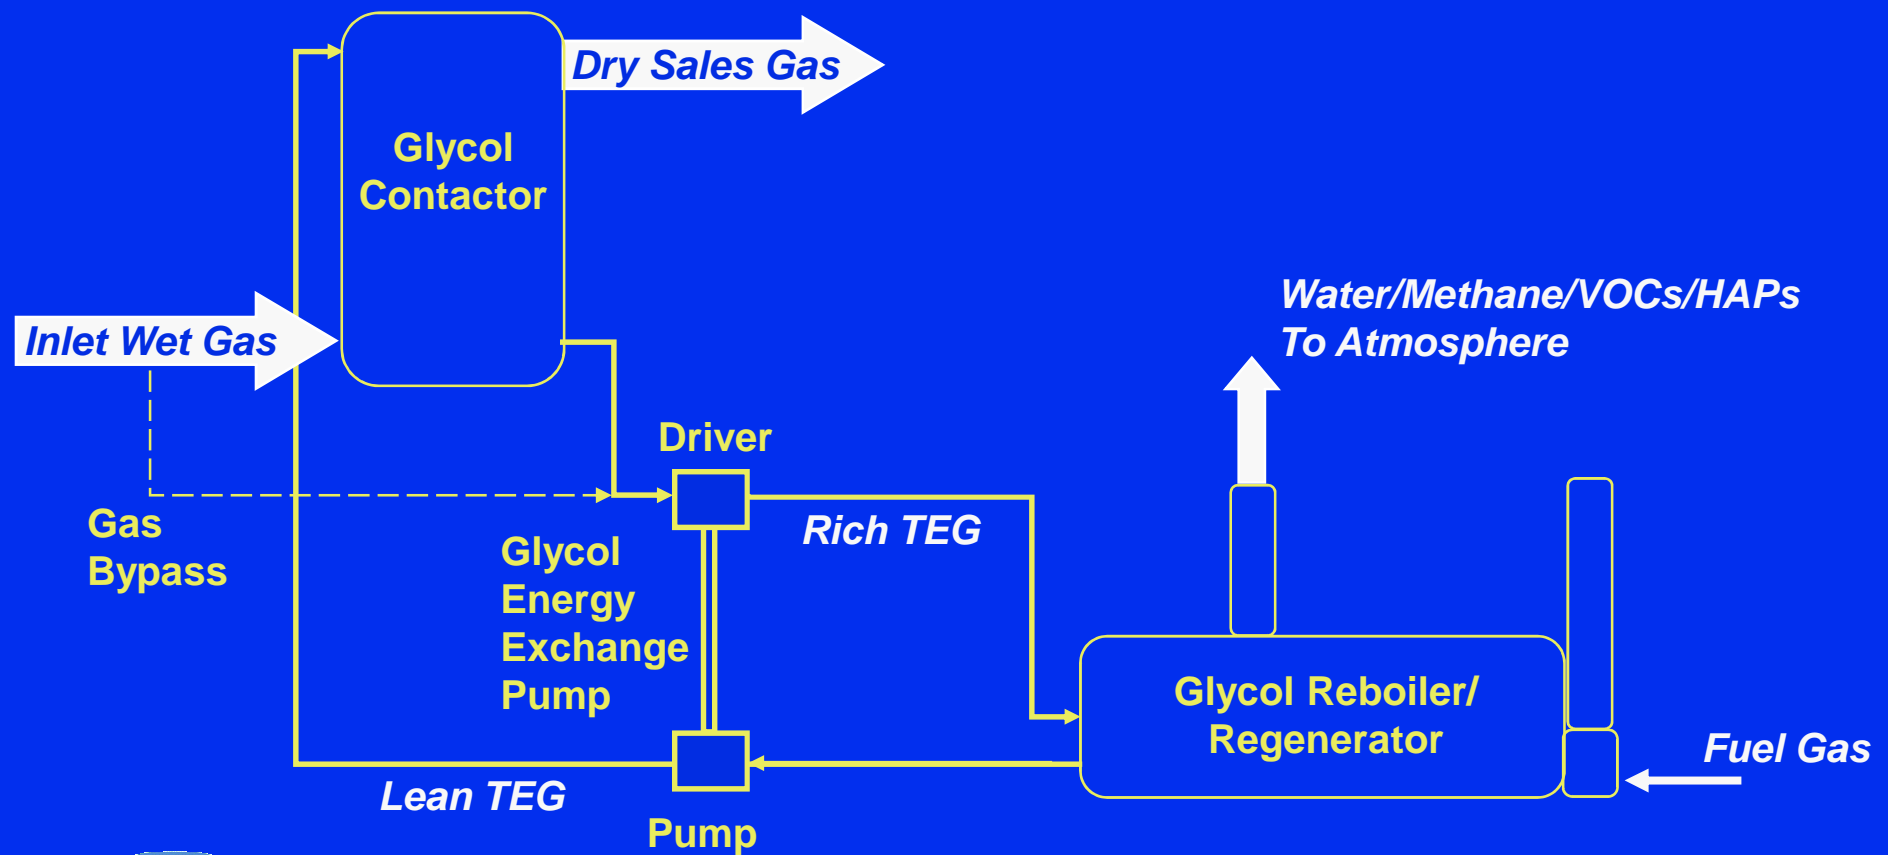 Dry Sales Gas
Glycol
Contactor
Inlet Wet Gas
Water/Methane/VOCs/HAPs
To Atmosphere
Driver
Gas
Bypass
Rich TEG
Glycol
Energy
Exchange
Pump
Glycol Reboiler/
Regenerator
Fuel Gas
Lean TEG
Pump